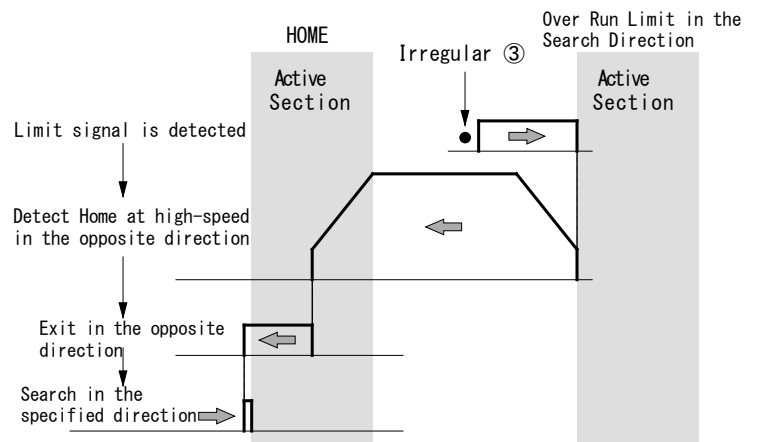 HOME
Irregular ③
Over Run Limit in the
Search Direction
Active
Section
Active
Section
Limit signal is detected
Detect Home at high-speed
in the opposite direction
Exit in the opposite
direction
Search in the
specified direction